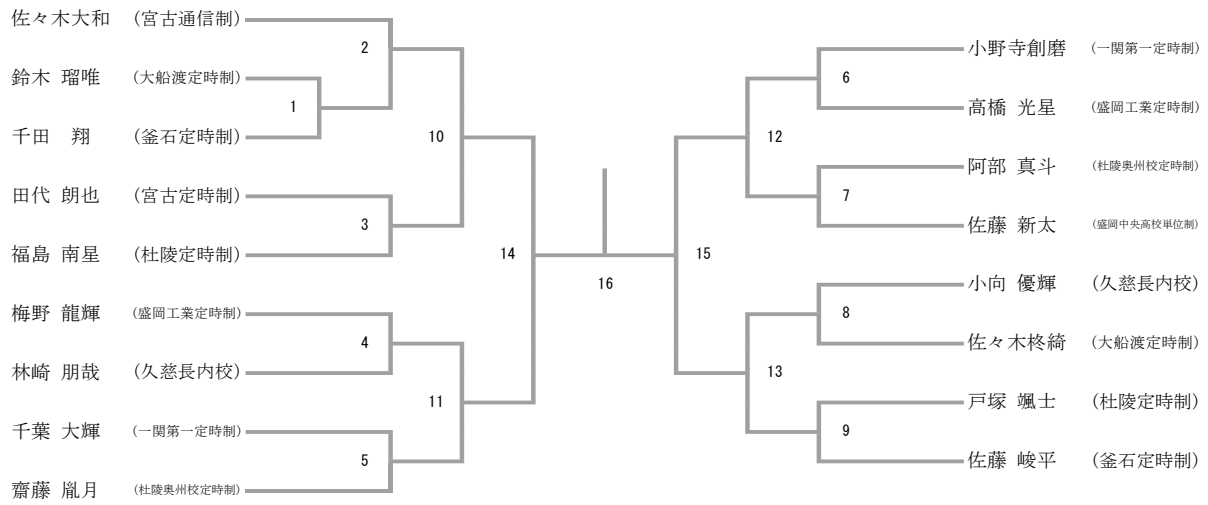 佐々木大和 (宮古通信制)
鈴木 瑠唯 (大船渡定時制)
千田 翔 (釜石定時制)
田代 朗也 (宮古定時制)
福島 南星 (杜陵定時制)
梅野 龍輝 (盛岡工業定時制)
林崎 朋哉 (久慈長内校)
千葉 大輝 (一関第一定時制)
齋藤 胤月 (杜陵奥州校定時制)
2
1
10
3
14
4
11
5
16
6
12
7
15
8
13
9
小野寺創磨 (一関第一定時制)
高橋 光星 (盛岡工業定時制)
阿部 真斗 (杜陵奥州校定時制)
佐藤 新太 (盛岡中央高校単位制)
小向 優輝 (久慈長内校)
佐々木柊綺 (大船渡定時制)
戸塚 颯士 (杜陵定時制)
佐藤 峻平 (釜石定時制)